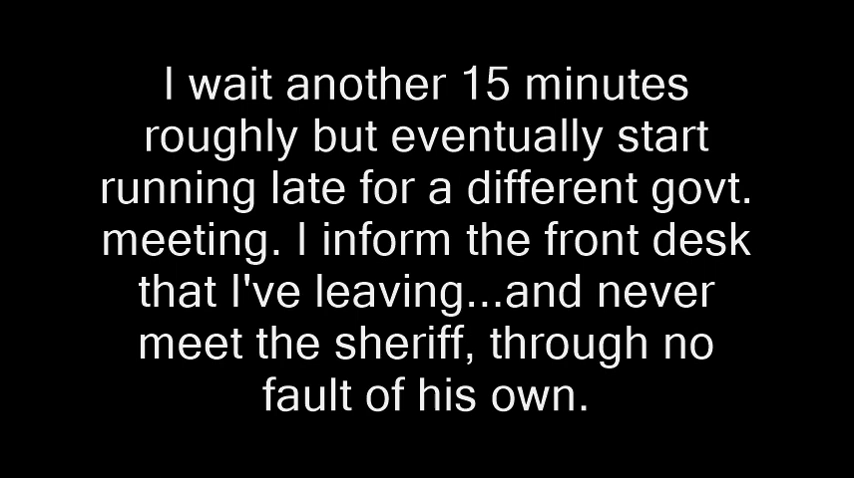 I wait another 15 minutes
roughly but eventually start
running late for a different govt.
meeting. I inform the front desk
that I've leaving...and never
meet the sheriff, through no
fault of his own.